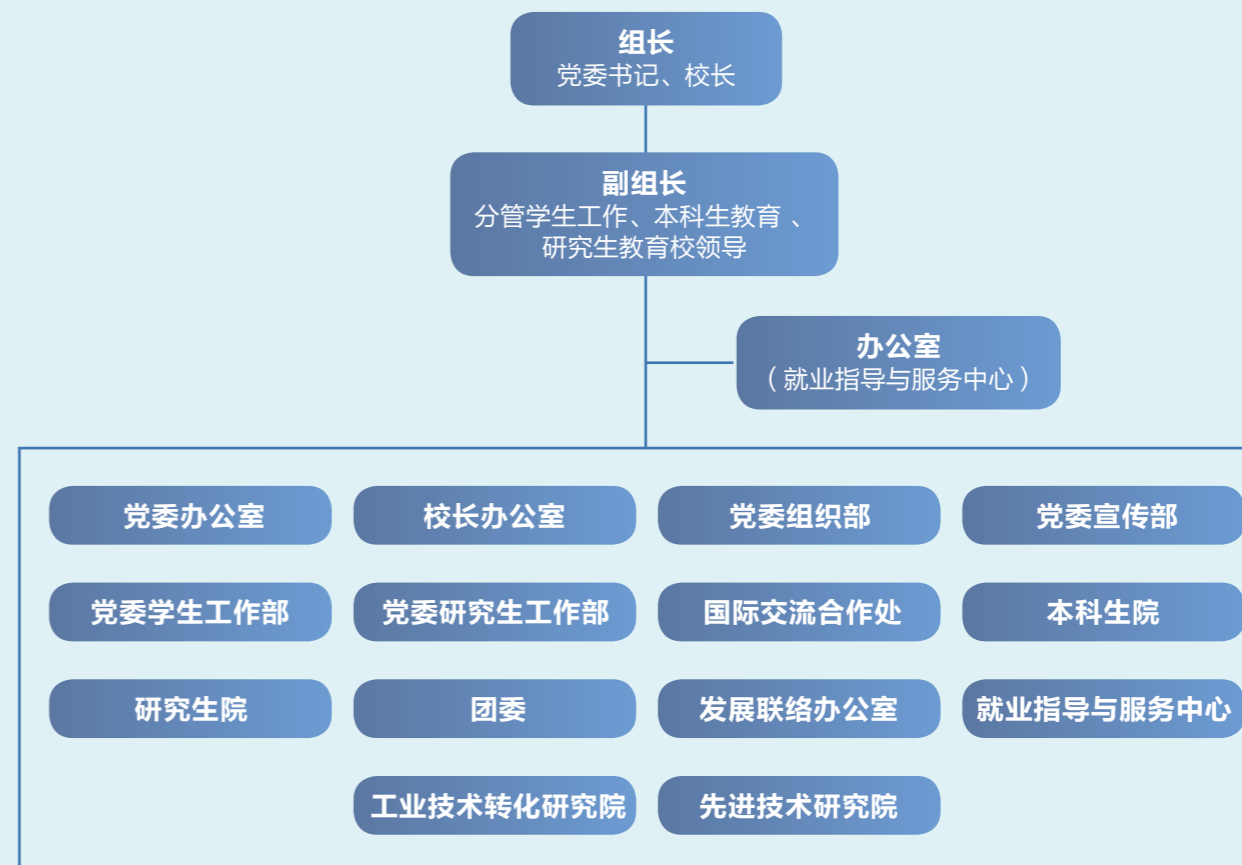 组长
党委书记、校长
副组长
分管学生工作、本科生教育 、
研究生教育校领导
办公室
（就业指导与服务中心）
党委办公室
校长办公室
党委组织部
党委宣传部
党委学生工作部
党委研究生工作部
国际交流合作处
本科生院
研究生院
团委
发展联络办公室
就业指导与服务中心
工业技术转化研究院
先进技术研究院